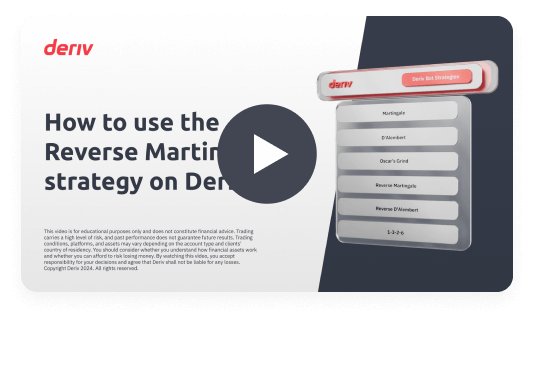 deriv
How to use the
Reverse Martin
strategy on Der
This video is for educational purposes only and does not constitute financial advice. Trading
carries a high level of risk, and past performance does not guarantee future results. Trading
conditions, platforms, and assets may vary depending on the account type and clients'
country of residency. You should consider whether you understand how financial assets work
and whether you can afford to risk losing money. By watching this video, you accept
responsibility for your decisions and agree that Deriv shall not be liable for any losses.
Copyright Deriv 2024. All rights reserved.
deriv
Deriv Bot Strategies
Martingale
D'Alembert
Oscar's Grind
Reverse Martingale
Reverse D'Alembert
1-3-2-6